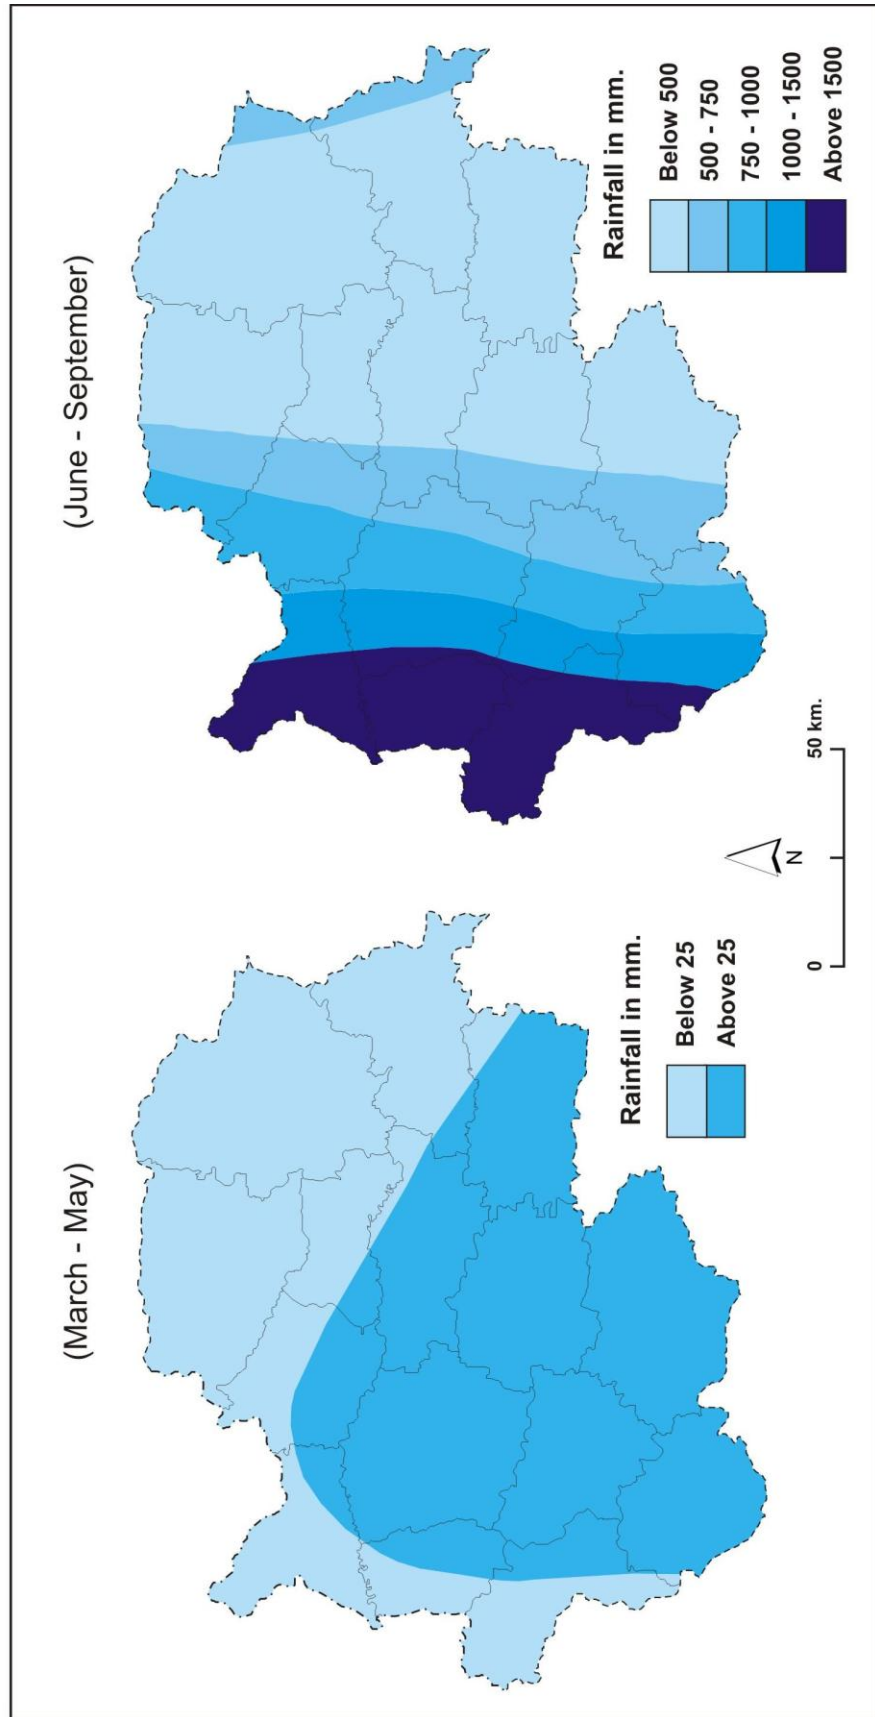 (March - May)
Rainfall in mm.
Below 25
Above 25
(June - September)
Rainfall in mm.
Below 500
500 - 750
750 - 1000
1000 - 1500
Above 1500
N
0
50 km.